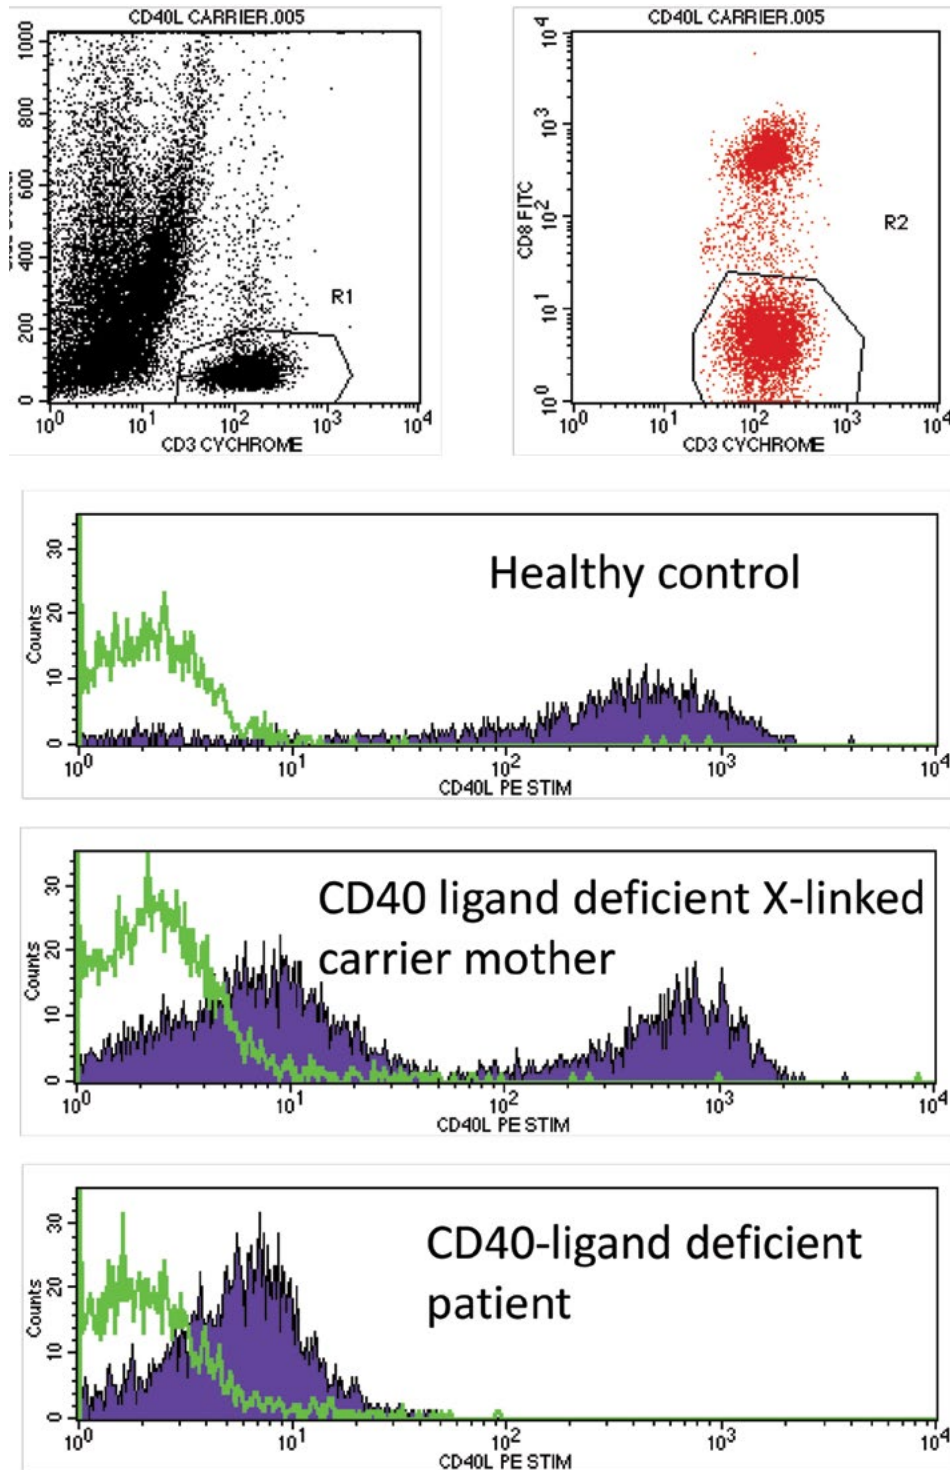 CD40L CARRIER.005
1000
800
600
400
200
0
R1
10^0 10^1 10^2 10^3 10^4
CD3 CYCHROME
CD40L CARRIER.005
10^4
10^3
10^2
10^1
10^0
CD8 FITC
R2
10^0 10^1 10^2 10^3 10^4
CD3 CYCHROME
Healthy control
Counts
30
20
10
0
10^0 10^1 10^2 10^3 10^4
CD40L PE STIM
CD40 ligand deficient X-linked
carrier mother
Counts
30
20
10
0
10^0 10^1 10^2 10^3 10^4
CD40L PE STIM
CD40-ligand deficient
patient
Counts
30
20
10
0
10^0 10^1 10^2 10^3 10^4
CD40L PE STIM